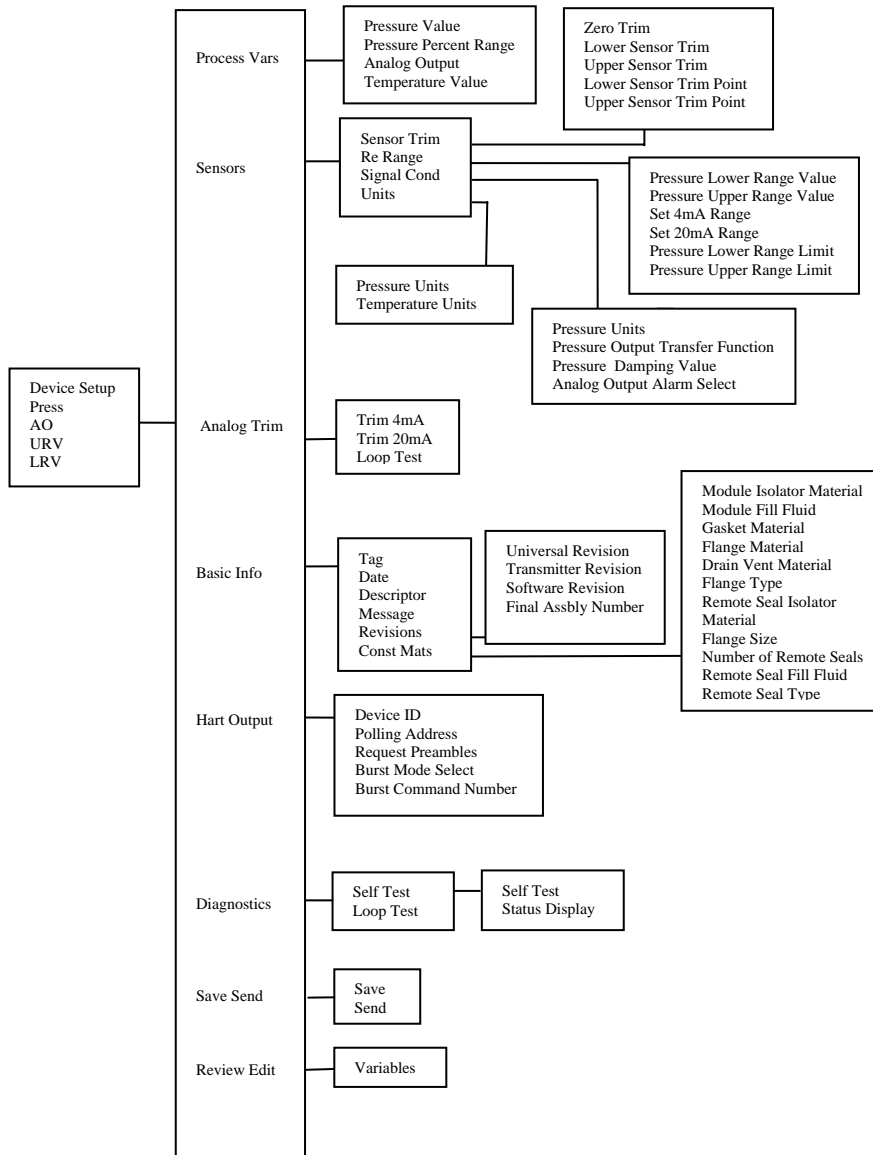 Device Setup
Press
AO
URV
LRV
Process Vars
Pressure Value
Pressure Percent Range
Analog Output
Temperature Value
Sensors
Sensor Trim
Re Range
Signal Cond
Units
Zero Trim
Lower Sensor Trim
Upper Sensor Trim
Lower Sensor Trim Point
Upper Sensor Trim Point
Pressure Lower Range Value
Pressure Upper Range Value
Set 4mA Range
Set 20mA Range
Pressure Lower Range Limit
Pressure Upper Range Limit
Pressure Units
Temperature Units
Pressure Units
Pressure Output Transfer Function
Pressure Damping Value
Analog Output Alarm Select
Analog Trim
Trim 4mA
Trim 20mA
Loop Test
Basic Info
Tag
Date
Descriptor
Message
Revisions
Const Mats
Universal Revision
Transmitter Revision
Software Revision
Final Assbly Number
Module Isolator Material
Module Fill Fluid
Gasket Material
Flange Material
Drain Vent Material
Flange Type
Remote Seal Isolator
Material
Flange Size
Number of Remote Seals
Remote Seal Fill Fluid
Remote Seal Type
Hart Output
Device ID
Polling Address
Request Preambles
Burst Mode Select
Burst Command Number
Diagnostics
Self Test
Loop Test
Self Test
Status Display
Save Send
Save
Send
Review Edit
Variables